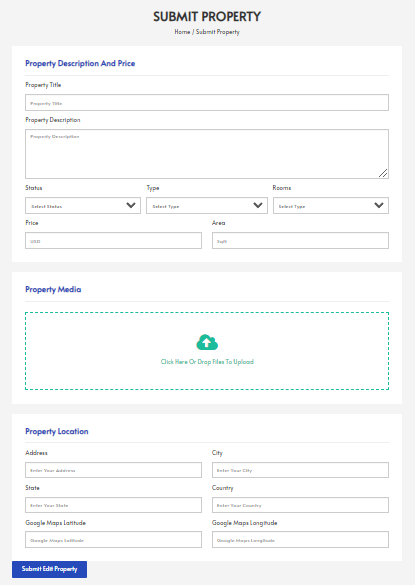 SUBMIT PROPERTY
Home / Submit Property
Property Description And Price
Property Title
Property Title
Property Description
Property Description
Status Type Rooms
Select Status Select Type Select Type
Price Area
USD Sqft
Property Media
Click Here Or Drop Files To Upload
Property Location
Address City
Enter Your Address Enter Your City
State Country
Enter Your State Enter Your Country
Google Maps Latitude Google Maps Longitude
Google Maps Latitude Google Maps Longitude
Submit Edit Property